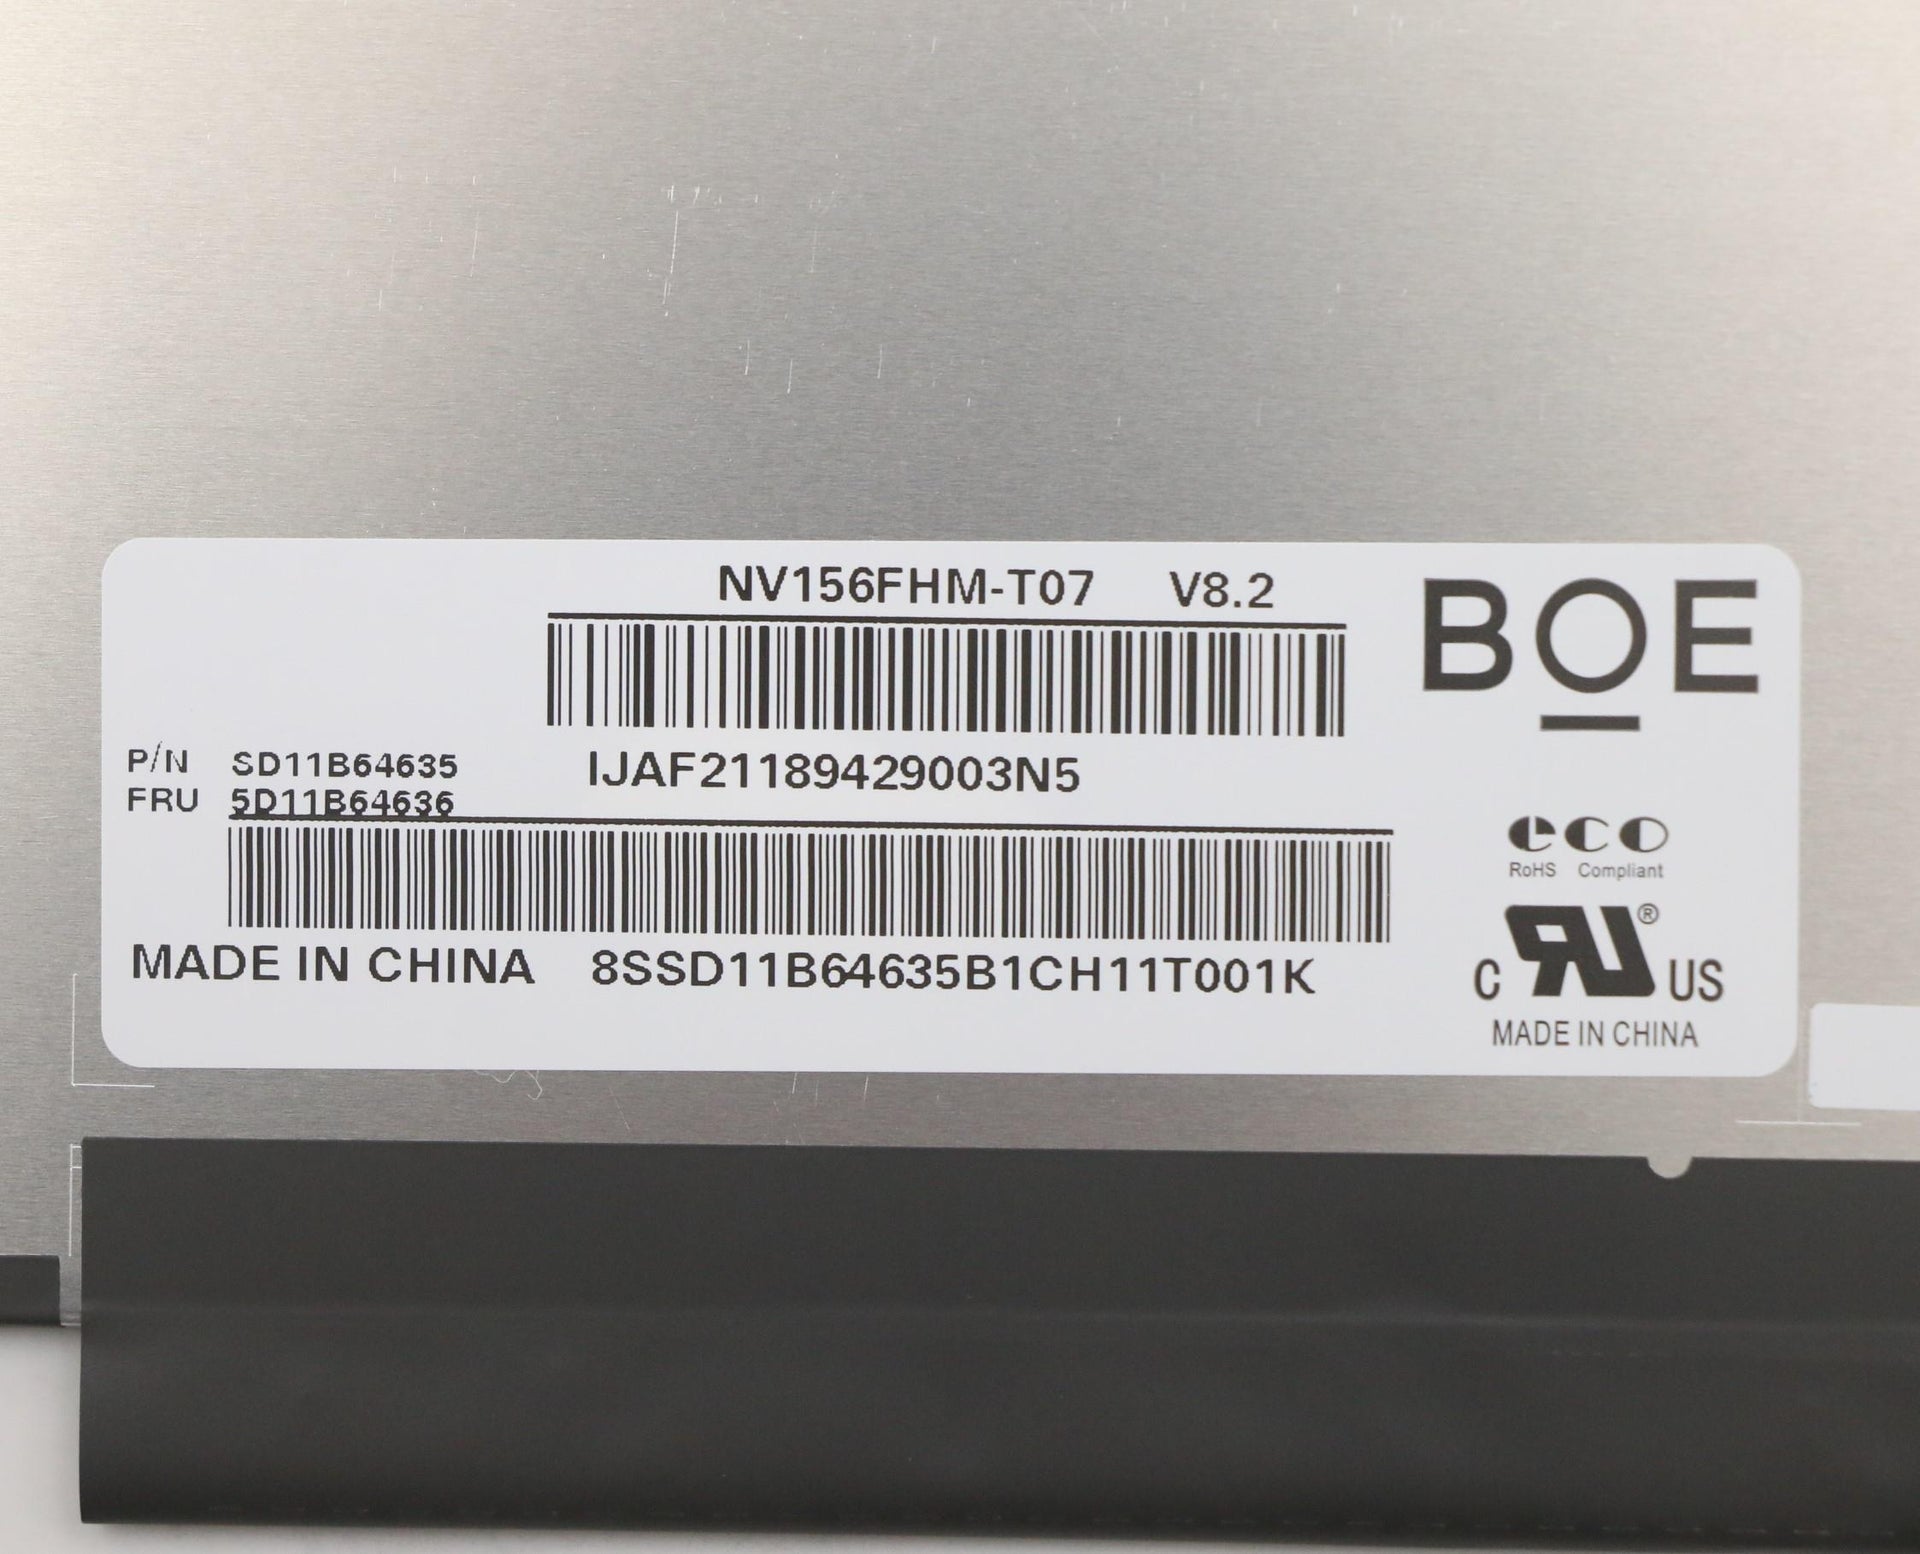 NV156FHM-T07 V8.2
BOE
P/N SD11B64635
IJAF21189429003N5
FRU 5D11B64636
eco
RoHS Compliant
MADE IN CHINA 8SSD11B64635B1CH11T001K
C RU ® US
MADE IN CHINA